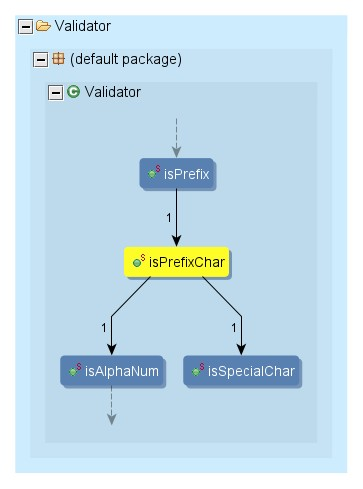 Validator
(default package)
C Validator
S isPrefix
1
S isPrefixChar
1 1
S isAlphaNum S isSpecialChar